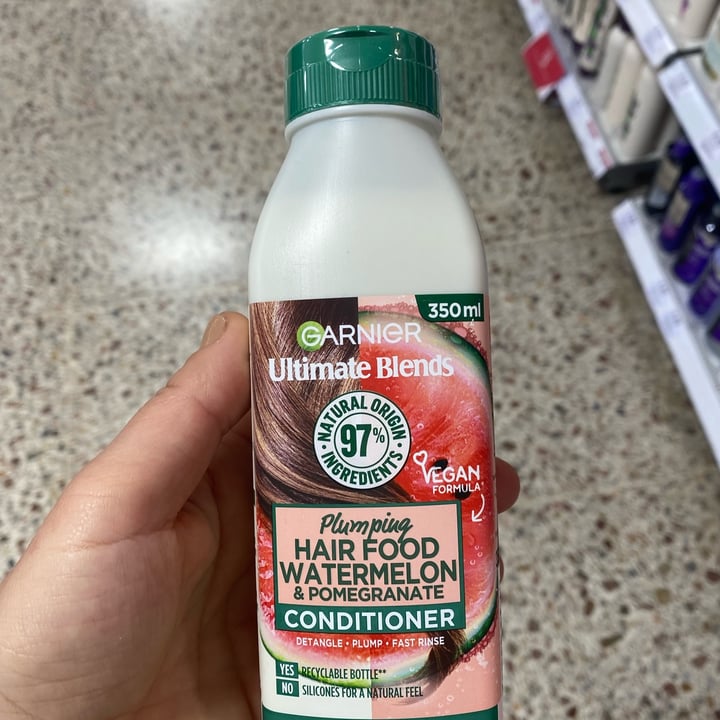 350ml
GARNIER
Ultimate Blends
NATURAL ORIGIN
97%
INGREDIENTS
VEGAN
FORMULA*
Plumping
HAIR FOOD
WATERMELON
& POMEGRANATE
CONDITIONER
DETANGLE • PLUMP • FAST RINSE
YES RECYCLABLE BOTTLE**
NO SILICONES FOR A NATURAL FEEL